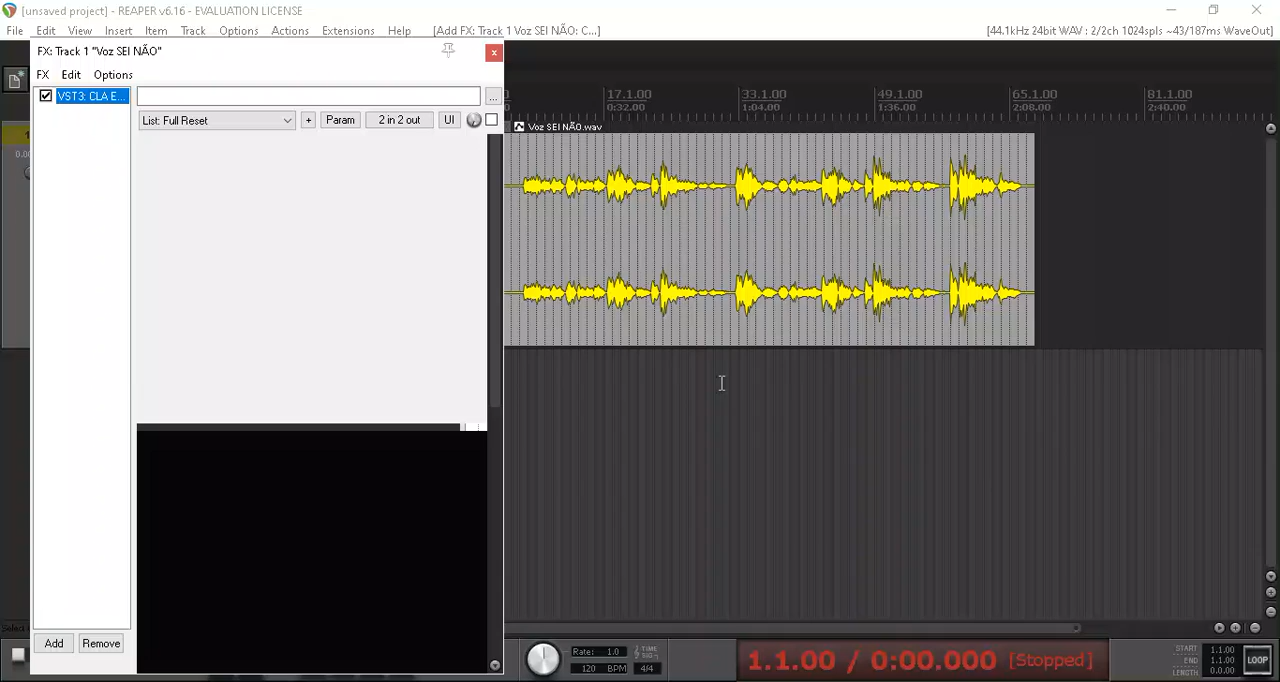 [unsaved project] - REAPER v6.16 - EVALUATION LICENSE
File Edit View Insert Item Track Options Actions Extensions Help [Add FX: Track 1 Voz SEI NÃO: C...] [44.1kHz 24bit WAV : 2/2ch 1024spls ~43/187ms WaveOut]
FX: Track 1 "Voz SEI NÃO"
FX Edit Options
VST3: CLA E...
...
List: Full Reset + Param 2 in 2 out UI
17.1.00 33.1.00 49.1.00 65.1.00 81.1.00
0:32.00 1:04.00 1:36.00 2:08.00 2:40.00
Voz SEI NÃO.wav
Add Remove
Rate: 1.0
120 BPM 4/4
TIME
SIG
1.1.00 / 0:00.000 [Stopped]
START 1.1.00
END 1.1.00
LENGTH 0.0.00
LOOP